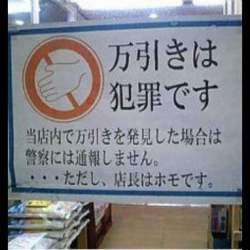 万引きは
犯罪です
当店内で万引きを発見した場合は
警察には通報しません。
・・・ただし、店長はホモです。